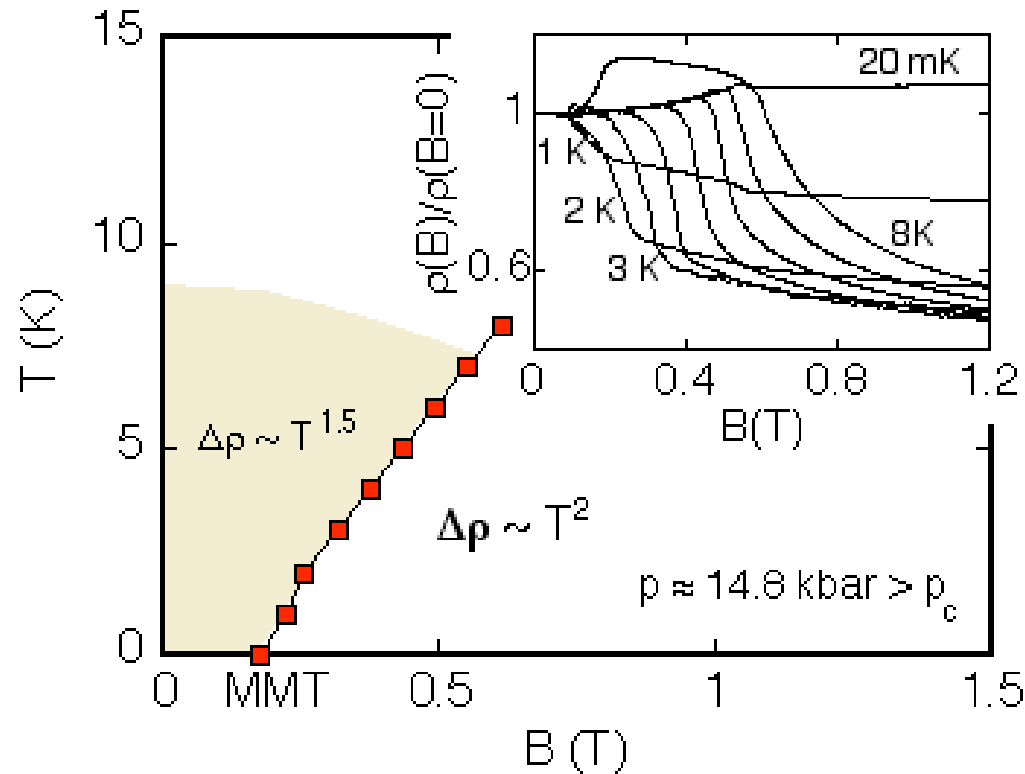 15
10
5
0
T (K)
0
MMT
0.5
1
1.5
B (T)
Δρ ~ T^1.5
Δρ ~ T^2
p ≈ 14.8 kbar > p_c
ρ(B)/ρ(B=0)
1
0.6
20 mK
1 K
2 K
3 K
8K
0
0.4
0.8
1.2
B(T)